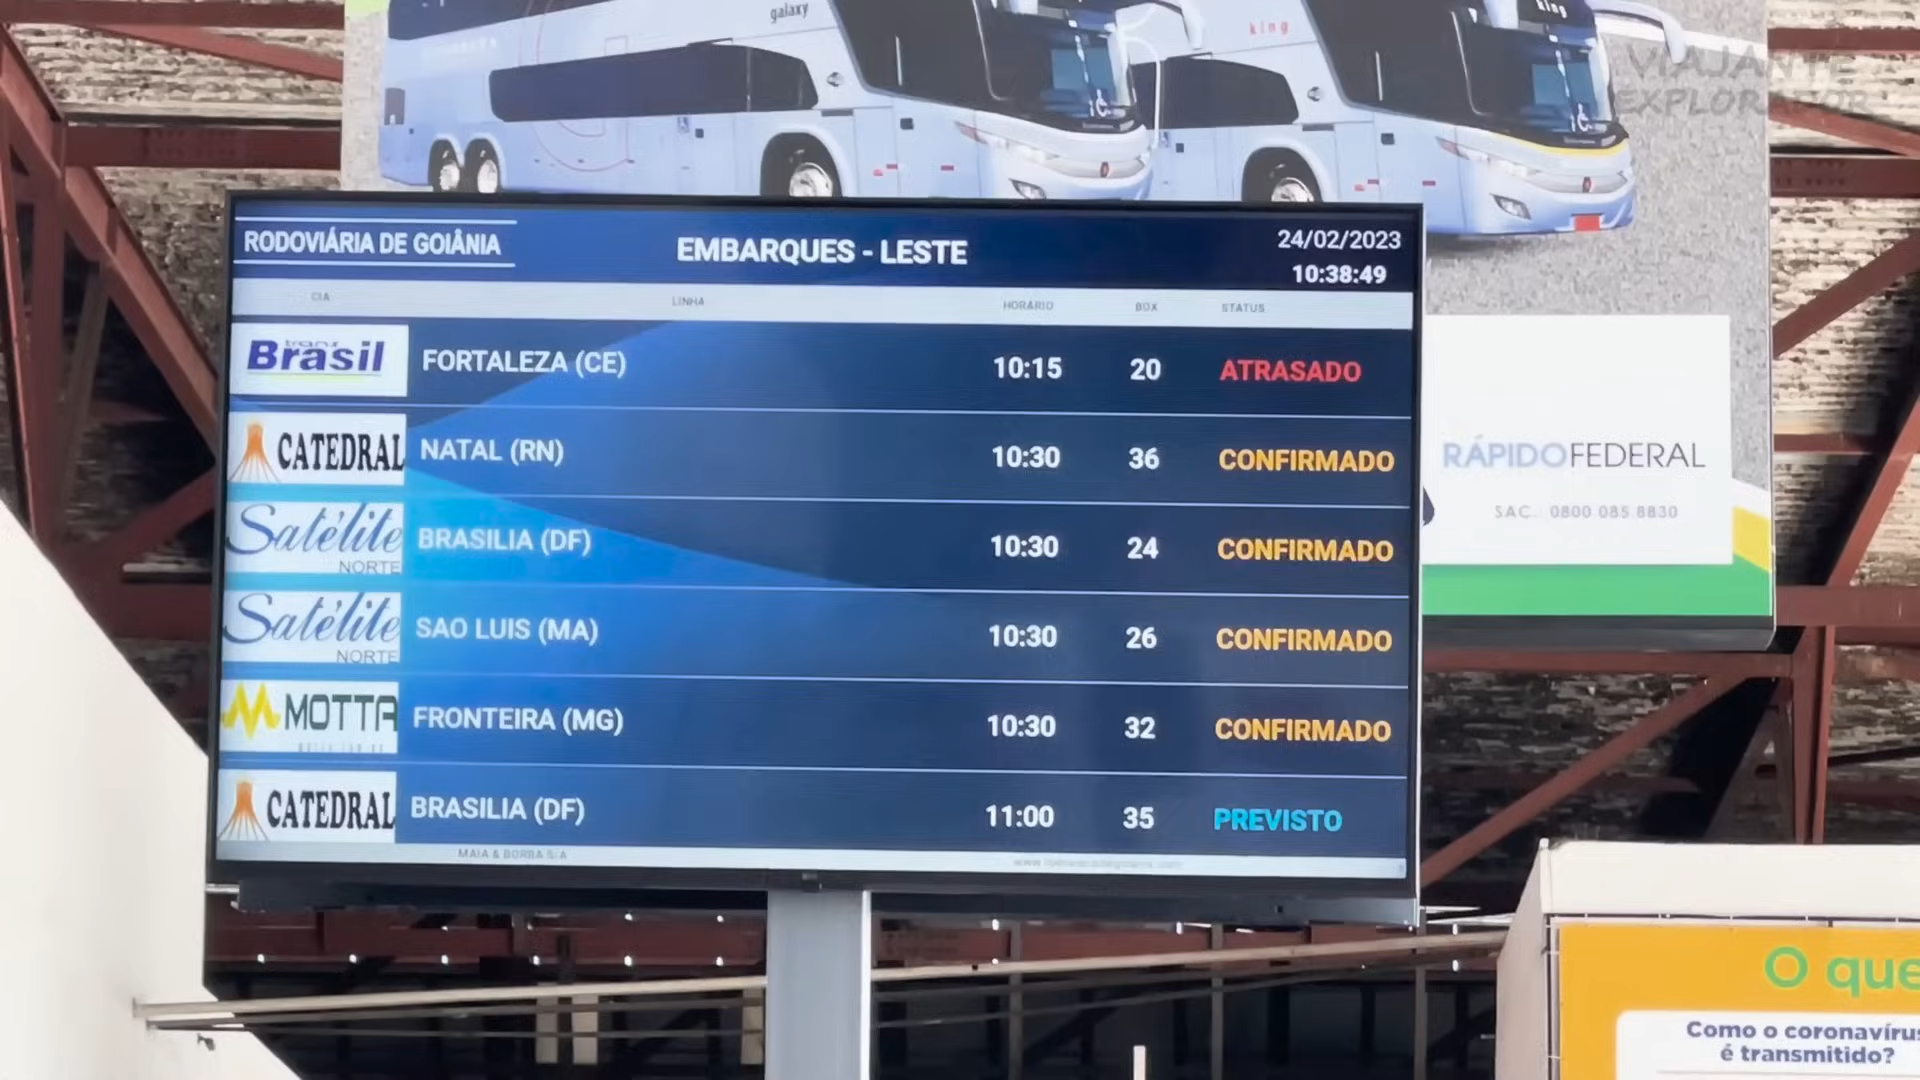 galaxy
king
king
VIAJANTE
EXPLORADOR
RODOVIÁRIA DE GOIÂNIA
EMBARQUES - LESTE
24/02/2023
10:38:49
CIA LINHA HORÁRIO BOX STATUS
trans Brasil FORTALEZA (CE) 10:15 20 ATRASADO
CATEDRAL NATAL (RN) 10:30 36 CONFIRMADO
Satélite NORTE BRASILIA (DF) 10:30 24 CONFIRMADO
Satélite NORTE SAO LUIS (MA) 10:30 26 CONFIRMADO
MOTTA FRONTEIRA (MG) 10:30 32 CONFIRMADO
CATEDRAL BRASILIA (DF) 11:00 35 PREVISTO
MAIA & BORBA S/A
RÁPIDOFEDERAL
SAC.: 0800 085 8830
O que
Como o coronavírus
é transmitido?